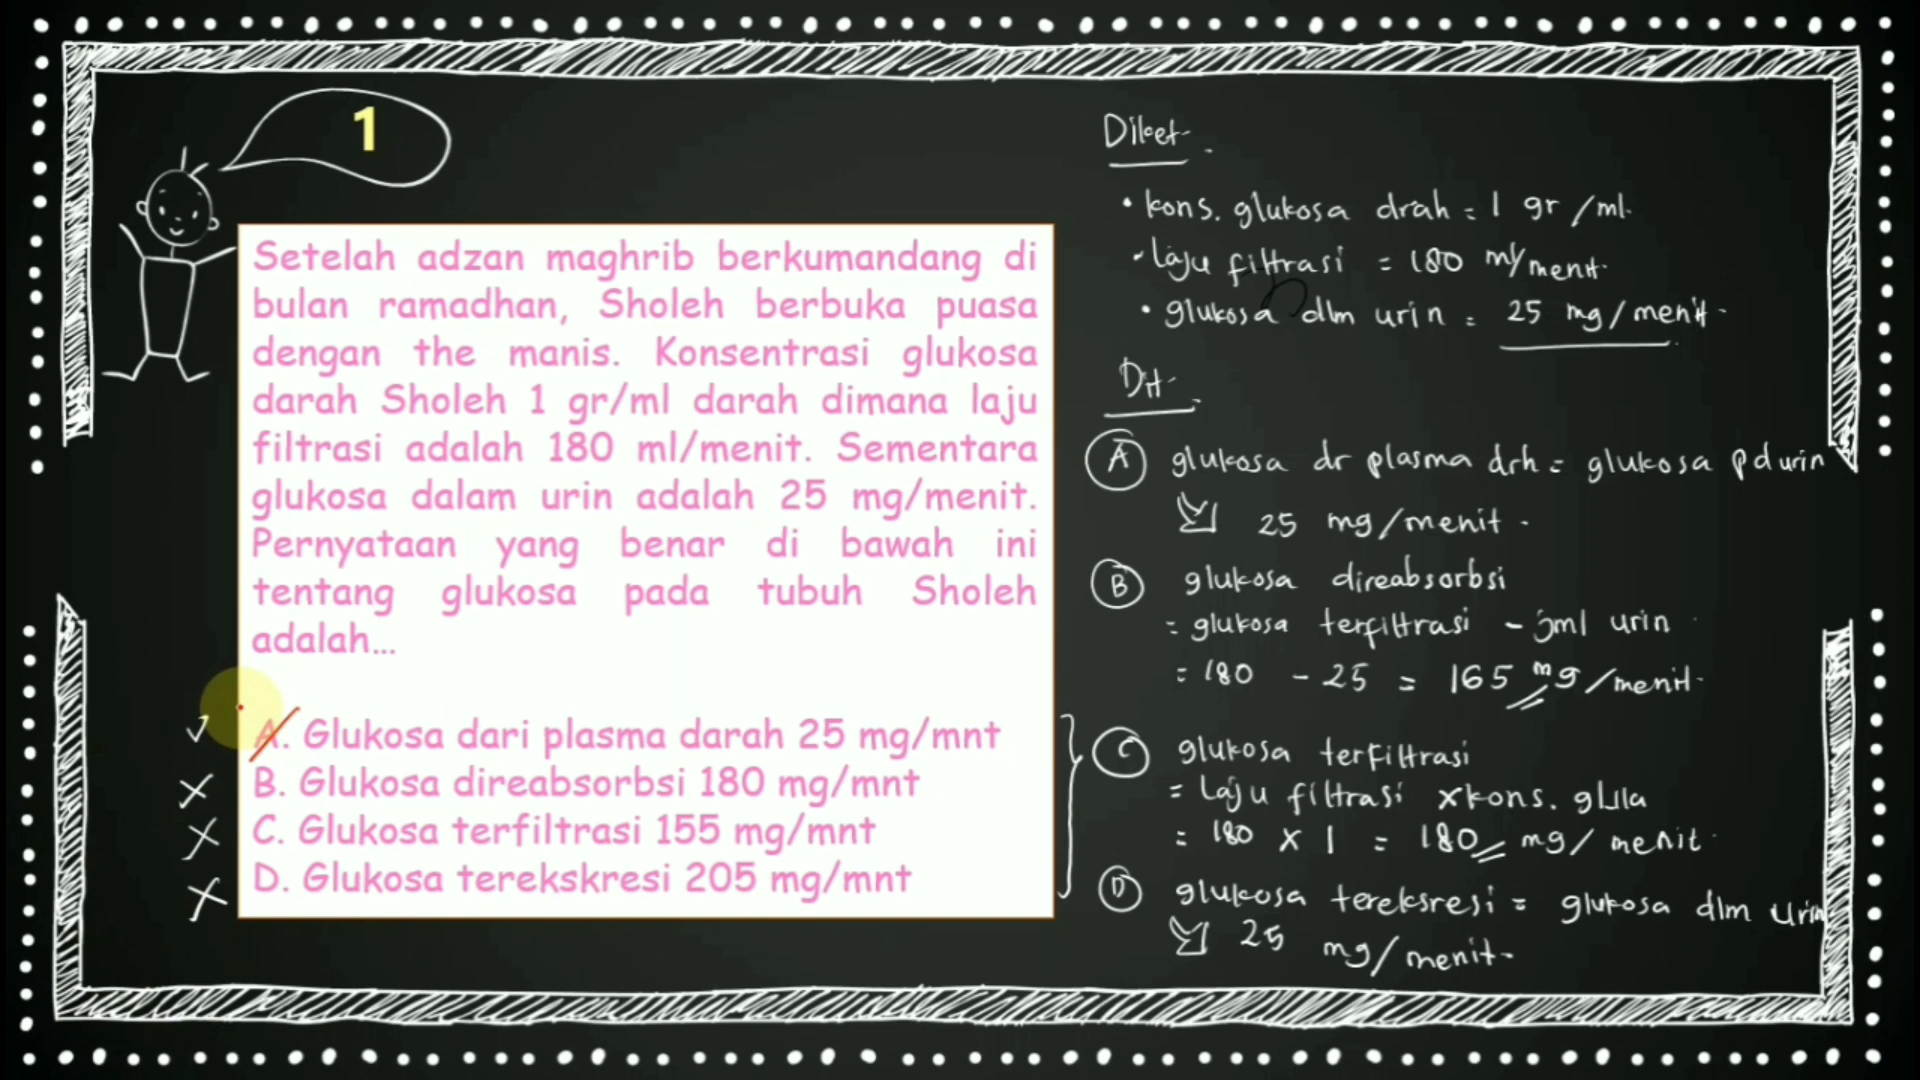 1
Setelah adzan maghrib berkumandang di
bulan ramadhan, Sholeh berbuka puasa
dengan the manis. Konsentrasi glukosa
darah Sholeh 1 gr/ml darah dimana laju
filtrasi adalah 180 ml/menit. Sementara
glukosa dalam urin adalah 25 mg/menit.
Pernyataan yang benar di bawah ini
tentang glukosa pada tubuh Sholeh
adalah...
A. Glukosa dari plasma darah 25 mg/mnt
B. Glukosa direabsorbsi 180 mg/mnt
C. Glukosa terfiltrasi 155 mg/mnt
D. Glukosa terekskresi 205 mg/mnt
Diket
• kons. glukosa drah = 1 gr/ml
• laju filtrasi = 180 ml/menit
• glukosa dlm urin = 25 mg/menit
Dit
A glukosa dr plasma drh = glukosa pd urin
25 mg/menit
B glukosa direabsorbsi
= glukosa terfiltrasi - jml urin
= 180 - 25 = 165 mg/menit
C glukosa terfiltrasi
= laju filtrasi x kons. gula
= 180 x 1 = 180 mg/menit
D glukosa tereksresi = glukosa dlm urin
25 mg/menit